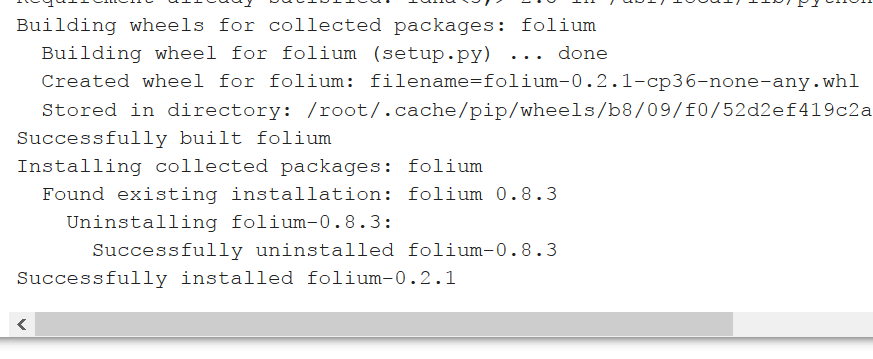 Building wheels for collected packages: folium
Building wheel for folium (setup.py) ... done
Created wheel for folium: filename=folium-0.2.1-cp36-none-any.whl
Stored in directory: /root/.cache/pip/wheels/b8/09/f0/52d2ef419c2a
Successfully built folium
Installing collected packages: folium
Found existing installation: folium 0.8.3
Uninstalling folium-0.8.3:
Successfully uninstalled folium-0.8.3
Successfully installed folium-0.2.1